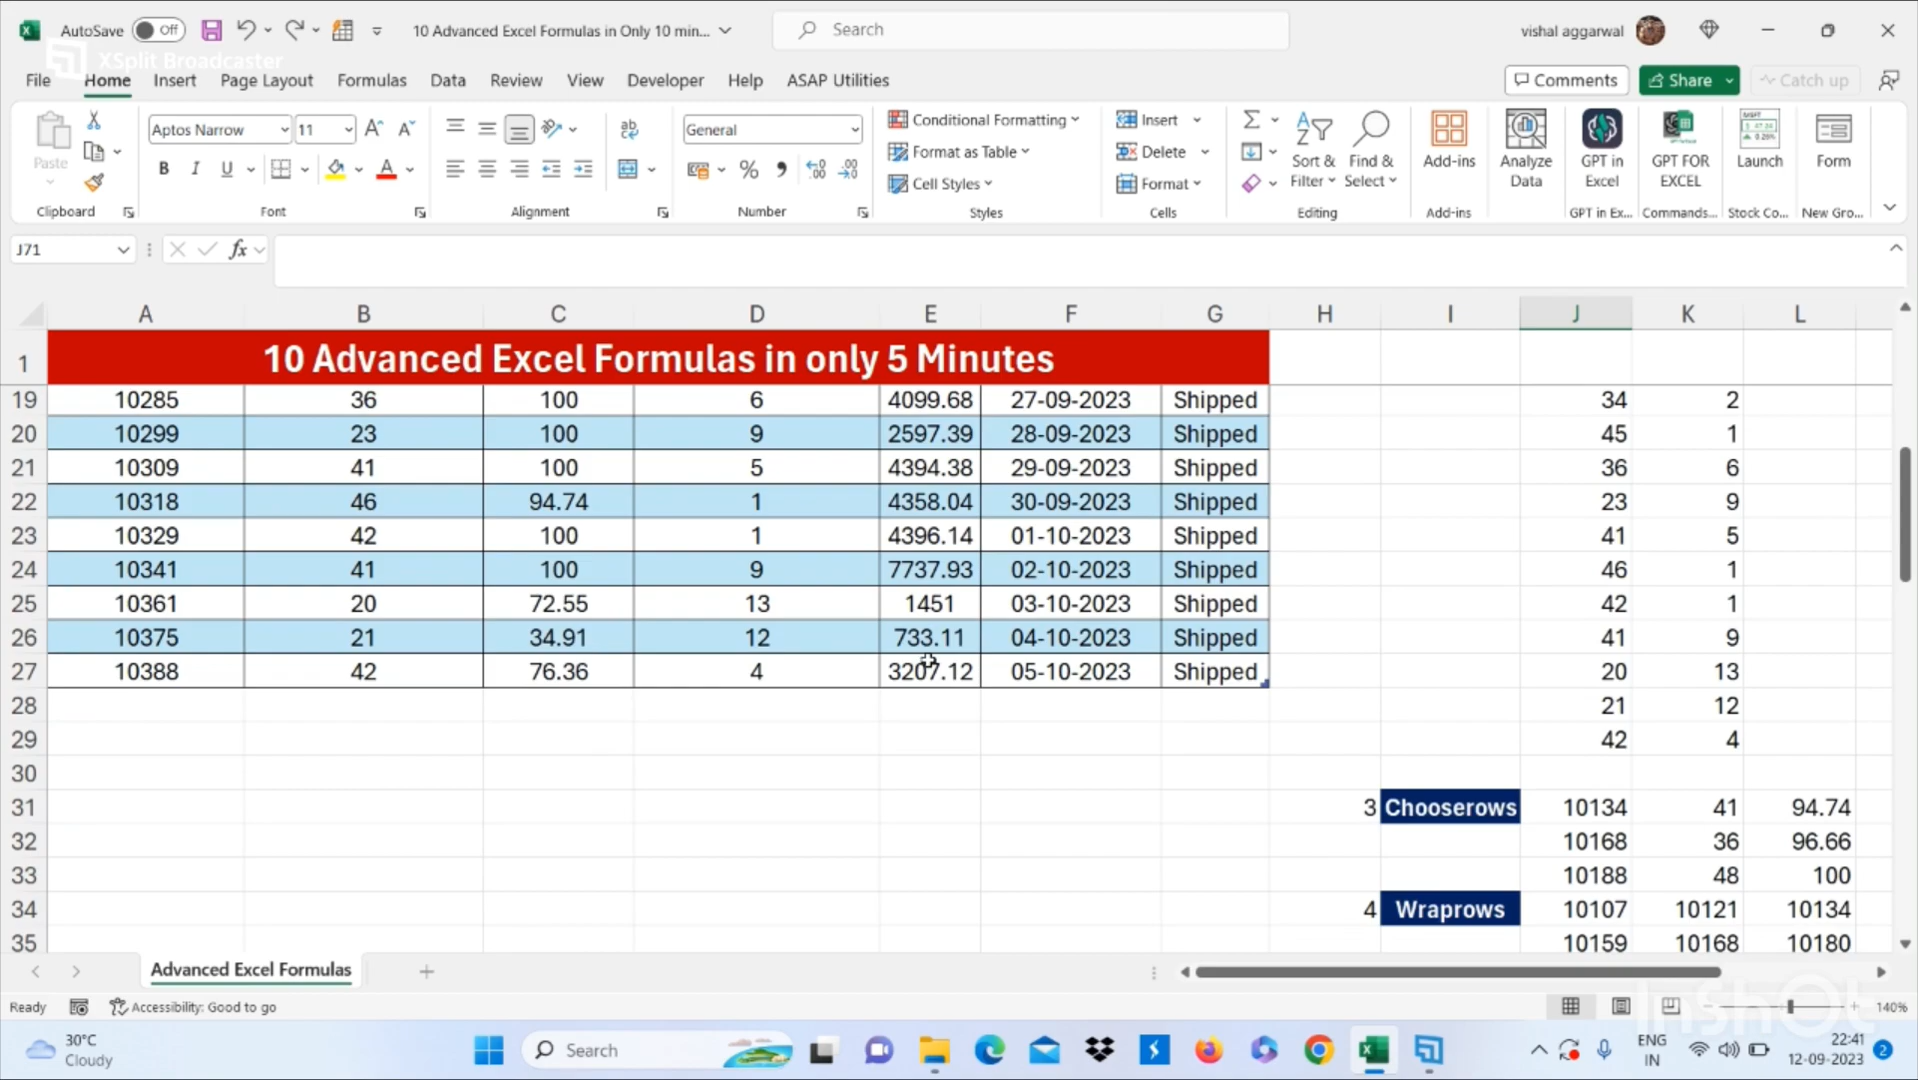 AutoSave Off 10 Advanced Excel Formulas in Only 10 min... Search vishal aggarwal
XSplit Broadcaster
File Home Insert Page Layout Formulas Data Review View Developer Help ASAP Utilities Comments Share Catch up
Paste Aptos Narrow 11 General Conditional Formatting Insert Sort & Find & Add-ins Analyze GPT in GPT FOR Launch Form
B I U Format as Table Delete Filter Select Data Excel EXCEL
Cell Styles Format
Clipboard Font Alignment Number Styles Cells Editing Add-ins GPT in Ex... Commands... Stock Co... New Gro...
J71 fx
A B C D E F G H I J K L
1 10 Advanced Excel Formulas in only 5 Minutes
19 10285 36 100 6 4099.68 27-09-2023 Shipped 34 2
20 10299 23 100 9 2597.39 28-09-2023 Shipped 45 1
21 10309 41 100 5 4394.38 29-09-2023 Shipped 36 6
22 10318 46 94.74 1 4358.04 30-09-2023 Shipped 23 9
23 10329 42 100 1 4396.14 01-10-2023 Shipped 41 5
24 10341 41 100 9 7737.93 02-10-2023 Shipped 46 1
25 10361 20 72.55 13 1451 03-10-2023 Shipped 42 1
26 10375 21 34.91 12 733.11 04-10-2023 Shipped 41 9
27 10388 42 76.36 4 3207.12 05-10-2023 Shipped 20 13
28 21 12
29 42 4
30
31 3 Chooserows 10134 41 94.74
32 10168 36 96.66
33 10188 48 100
34 4 Wraprows 10107 10121 10134
35 10159 10168 10180
Advanced Excel Formulas
Ready Accessibility: Good to go 140%
InShOt
30°C Search ENG 22:41
Cloudy IN 12-09-2023 2